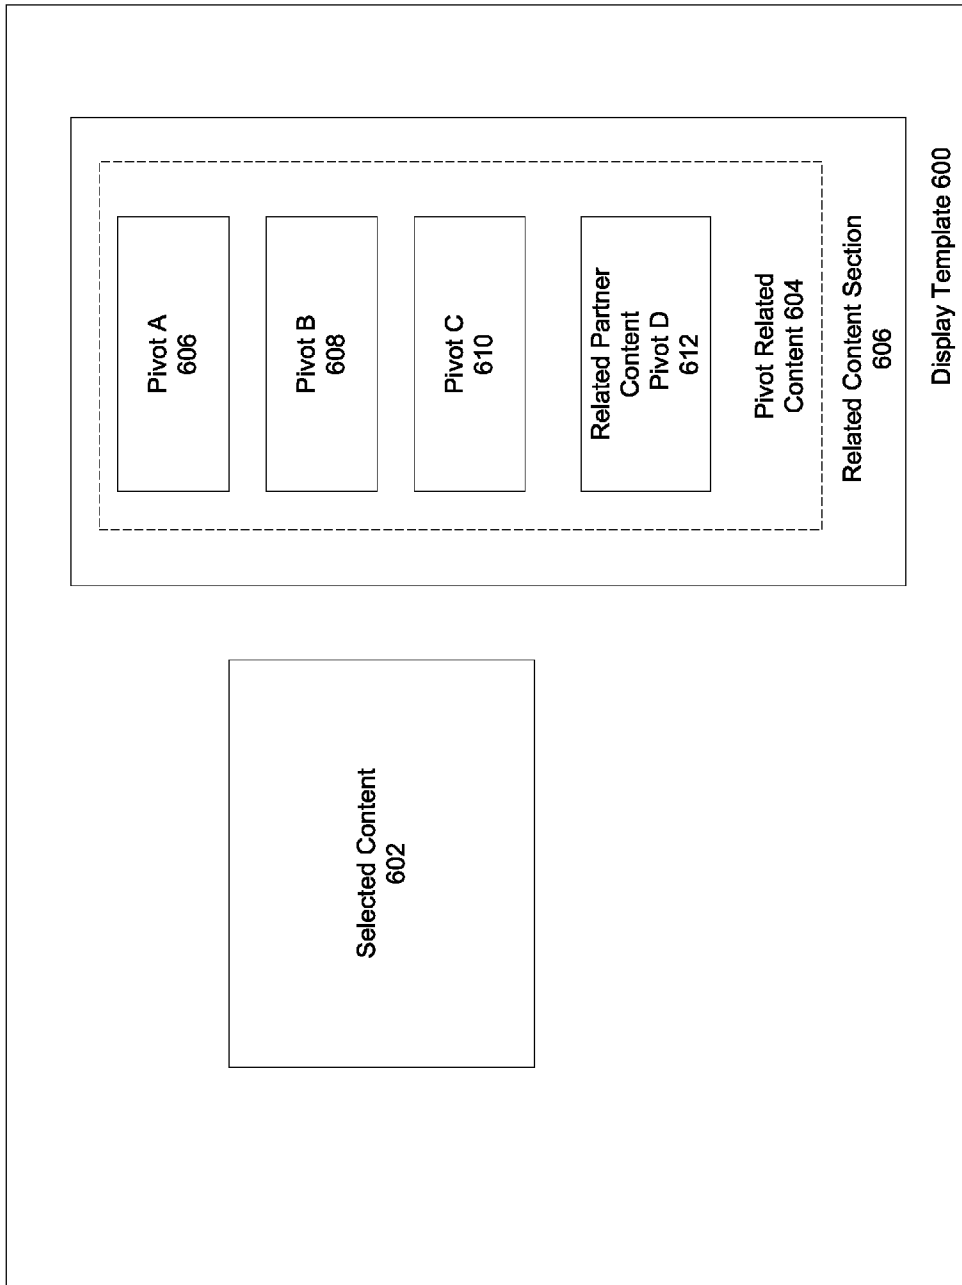 Selected Content
602
Pivot A
606
Pivot B
608
Pivot C
610
Related Partner
Content
Pivot D
612
Pivot Related
Content 604
Related Content Section
606
Display Template 600